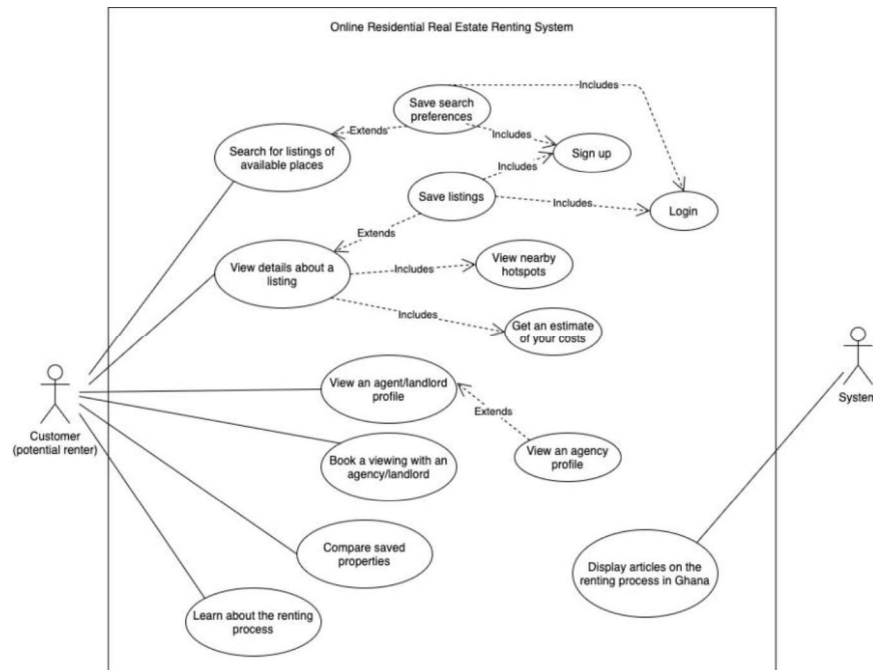 Online Residential Real Estate Renting System
Save search
preferences
Includes
Extends
Includes
Search for listings of
available places
Includes
Sign up
Save listings
Includes
Login
Extends
View details about a
listing
Includes
View nearby
hotspots
Includes
Get an estimate
of your costs
View an agent/landlord
profile
Extends
Customer
(potential renter)
System
View an agency
profile
Book a viewing with an
agency/landlord
Compare saved
properties
Display articles on the
renting process in Ghana
Learn about the renting
process